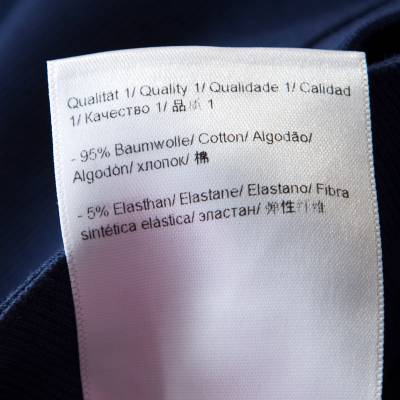 Qualität 1/ Quality 1/ Qualidade 1/ Calidad
1/ Качество 1/ 品质 1
- 95% Baumwolle/ Cotton/ Algodão/
Algodón/ хлопок/ 棉
- 5% Elasthan/ Elastane/ Elastano/ Fibra
sintética elástica/ эластан/ 弹性纤维